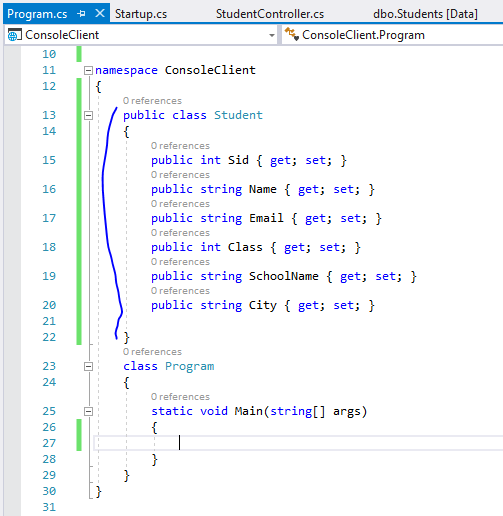 Program.cs Startup.cs StudentController.cs dbo.Students [Data]
ConsoleClient ConsoleClient.Program
10
11 namespace ConsoleClient
12 {
0 references
13 public class Student
14 {
0 references
15 public int Sid { get; set; }
0 references
16 public string Name { get; set; }
0 references
17 public string Email { get; set; }
0 references
18 public int Class { get; set; }
0 references
19 public string SchoolName { get; set; }
0 references
20 public string City { get; set; }
21
22 }
0 references
23 class Program
24 {
0 references
25 static void Main(string[] args)
26 {
27
28 }
29 }
30 }
31